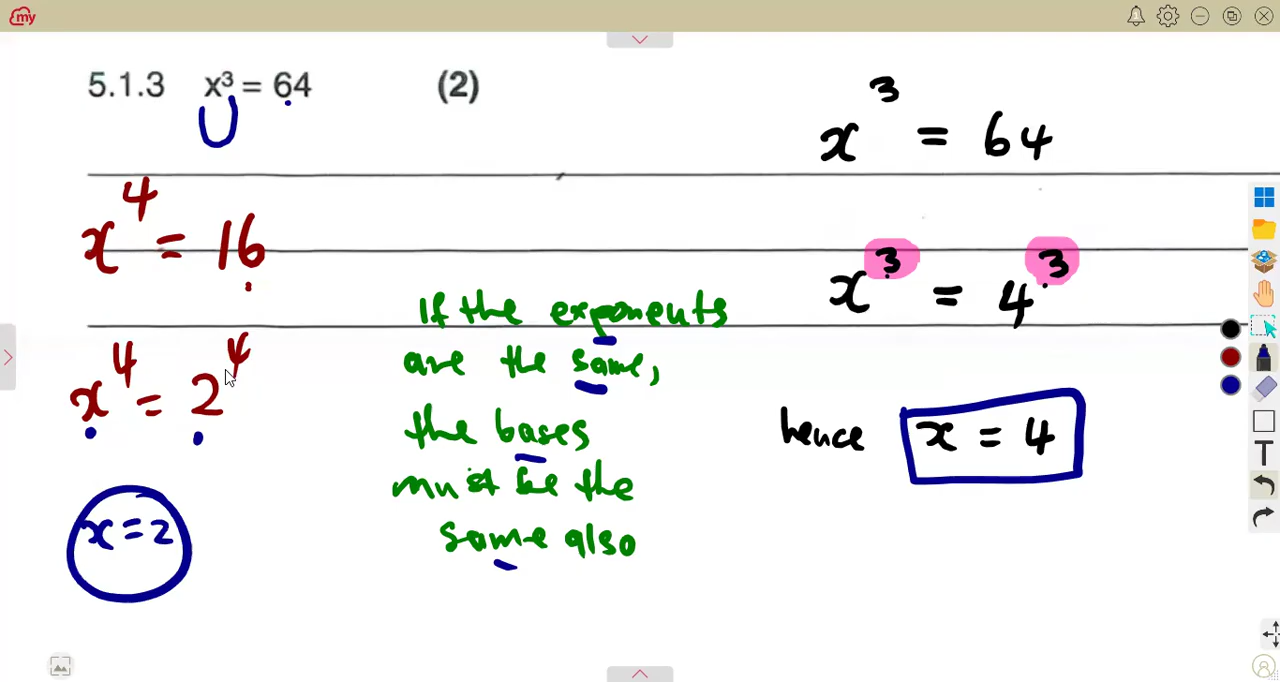 my
5.1.3 x³ = 64 (2)
x⁴ = 16
x⁴ = 2⁴
x = 2
If the exponents
are the same,
the bases
must be the
same also
x³ = 64
x³ = 4³
hence x = 4
T